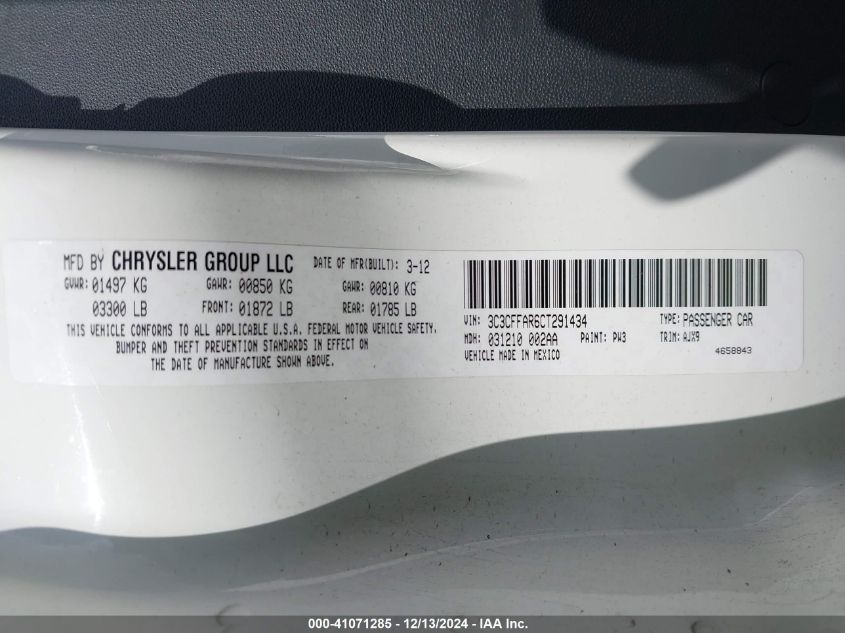 MFD BY CHRYSLER GROUP LLC DATE OF MFR(BUILT): 3-12
GVWR: 01497 KG GAWR: 00850 KG GAWR: 00810 KG
03300 LB FRONT: 01872 LB REAR: 01785 LB
THIS VEHICLE CONFORMS TO ALL APPLICABLE U.S.A. FEDERAL MOTOR VEHICLE SAFETY,
BUMPER AND THEFT PREVENTION STANDARDS IN EFFECT ON
THE DATE OF MANUFACTURE SHOWN ABOVE.
VIN: 3C3CFFAR6CT291434 TYPE: PASSENGER CAR
MDH: 031210 002AA PAINT: PW3 TRIM: AJX9
VEHICLE MADE IN MEXICO 4658843
000-41071285 - 12/13/2024 - IAA Inc.